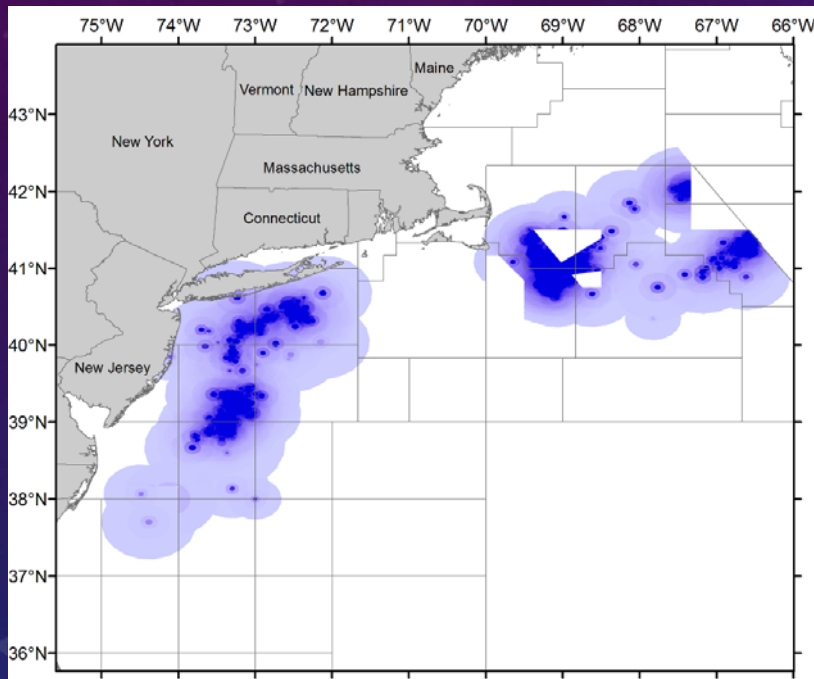 75°W 74°W 73°W 72°W 71°W 70°W 69°W 68°W 67°W 66°W
Maine
Vermont New Hampshire
43°N
New York
Massachusetts
42°N
Connecticut
41°N
40°N
New Jersey
39°N
38°N
37°N
36°N